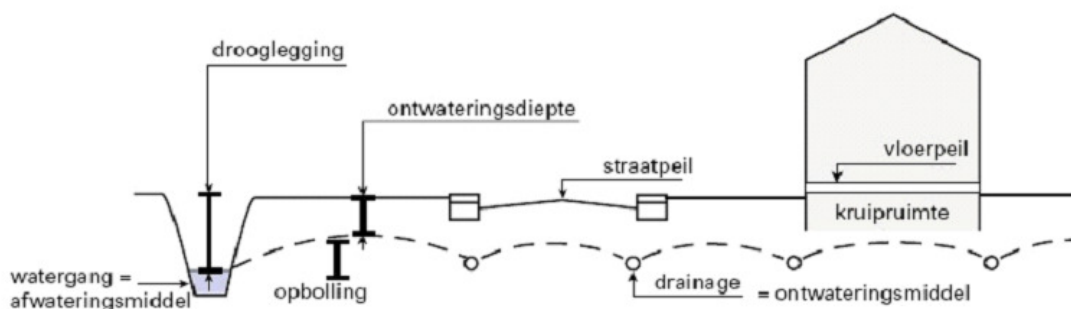 drooglegging
ontwateringsdiepte
straatpeil
vloerpeil
kruipruimte
watergang =
afwateringsmiddel
opbolling
drainage = ontwateringsmiddel